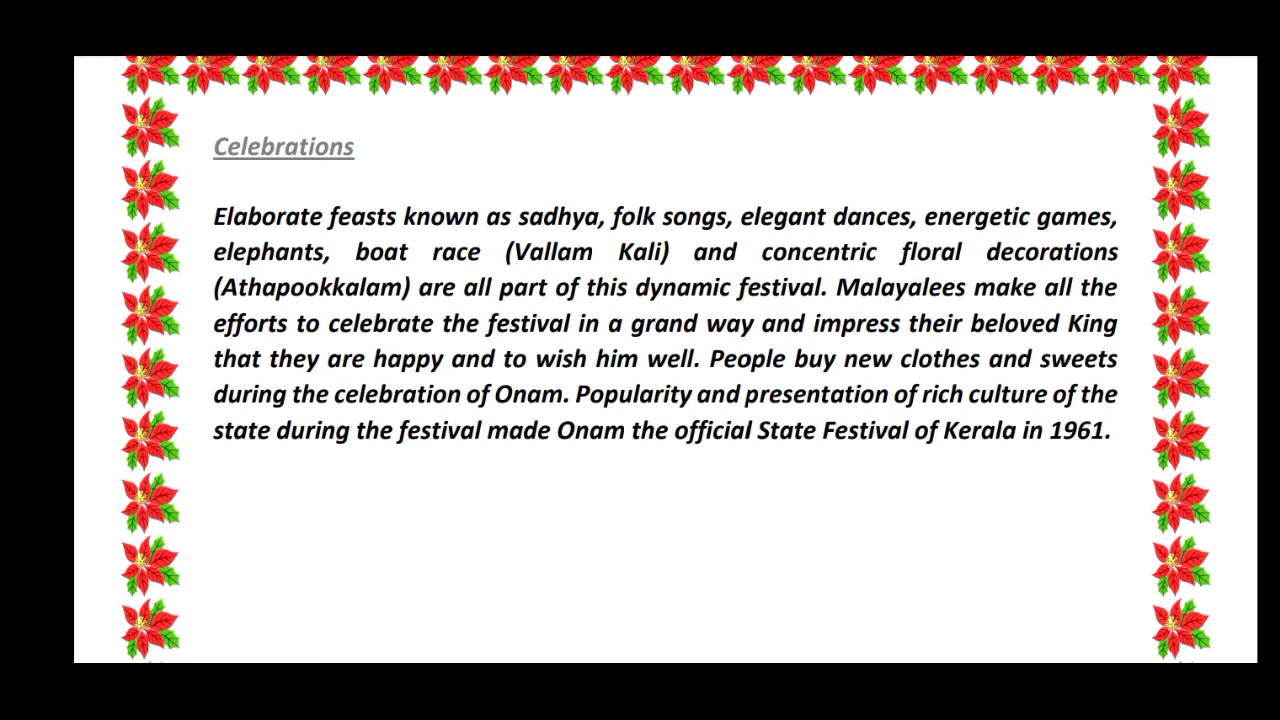 Celebrations
Elaborate feasts known as sadhya, folk songs, elegant dances, energetic games,
elephants, boat race (Vallam Kali) and concentric floral decorations
(Athapookkalam) are all part of this dynamic festival. Malayalees make all the
efforts to celebrate the festival in a grand way and impress their beloved King
that they are happy and to wish him well. People buy new clothes and sweets
during the celebration of Onam. Popularity and presentation of rich culture of the
state during the festival made Onam the official State Festival of Kerala in 1961.